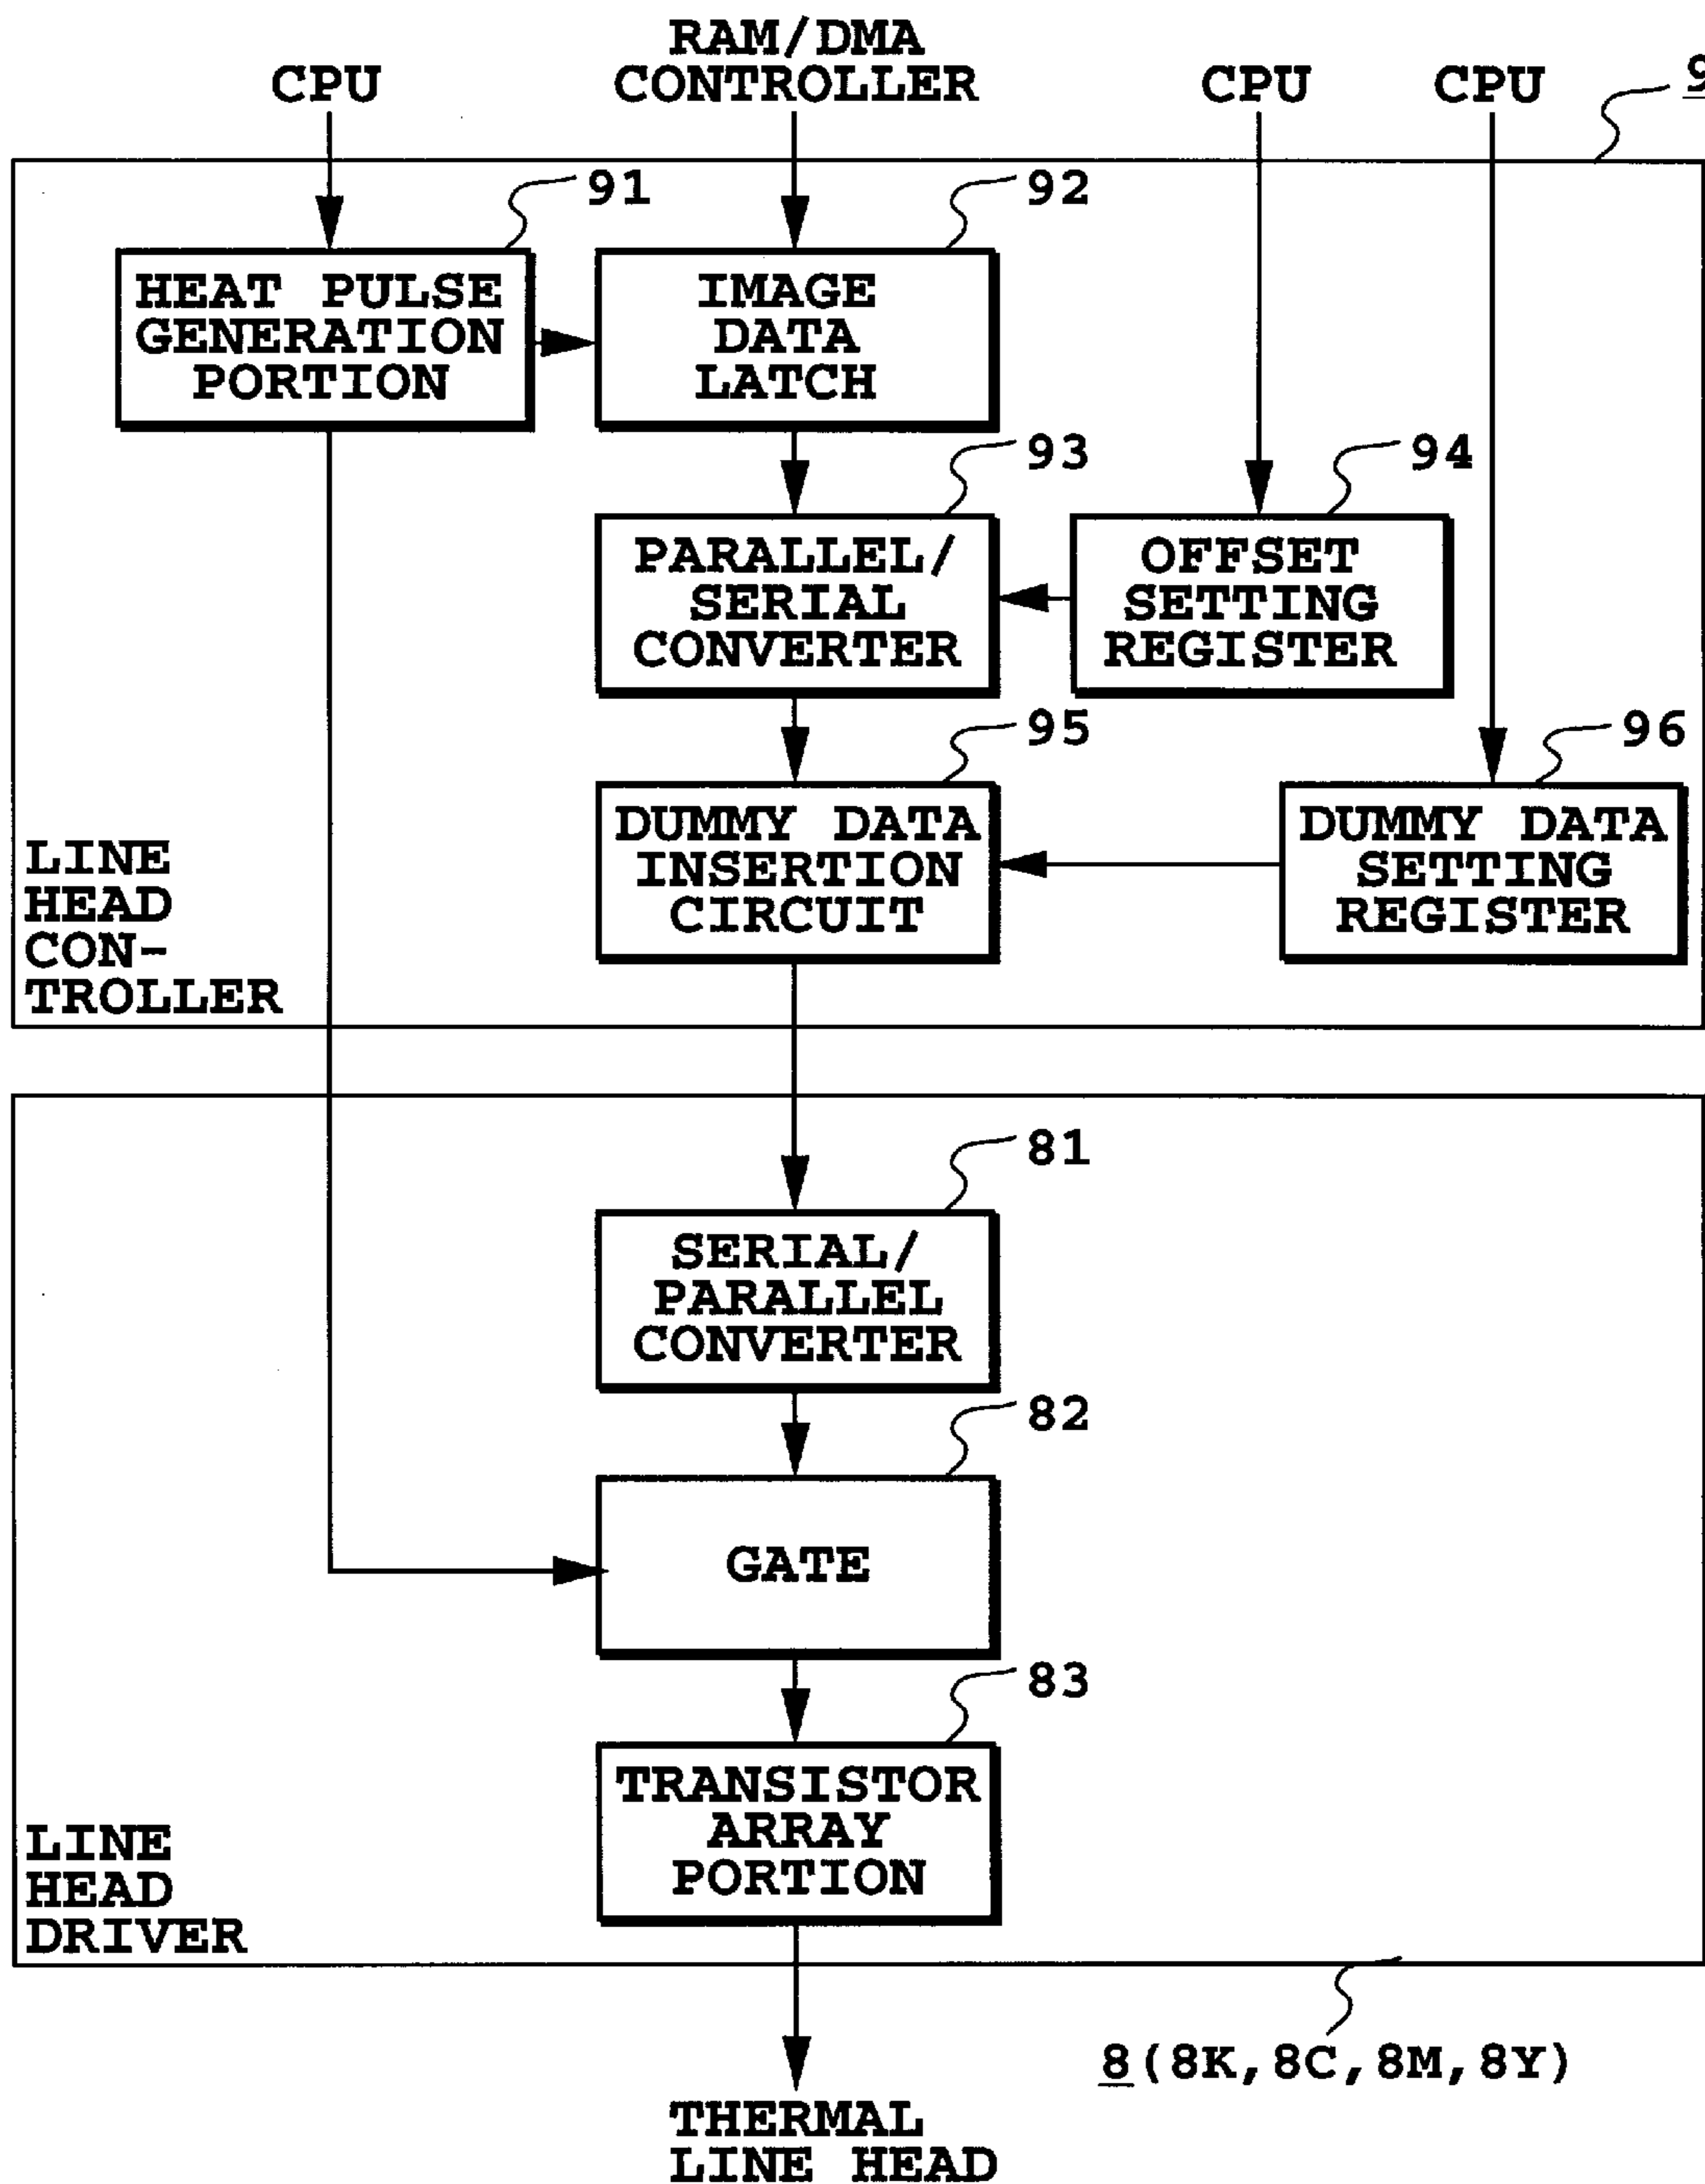 RAM/DMA
CONTROLLER
CPU
CPU
CPU
9
91
92
HEAT PULSE
GENERATION
PORTION
IMAGE
DATA
LATCH
93
94
PARALLEL/
SERIAL
CONVERTER
OFFSET
SETTING
REGISTER
95
96
DUMMY DATA
INSERTION
CIRCUIT
DUMMY DATA
SETTING
REGISTER
LINE
HEAD
CON-
TROLLER
81
SERIAL/
PARALLEL
CONVERTER
82
GATE
83
TRANSISTOR
ARRAY
PORTION
LINE
HEAD
DRIVER
8(8K,8C,8M,8Y)
THERMAL
LINE HEAD